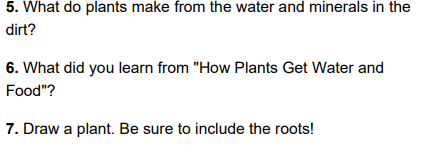 5. What do plants make from the water and minerals in the
dirt?
6. What did you learn from "How Plants Get Water and
Food"?
7. Draw a plant. Be sure to include the roots!